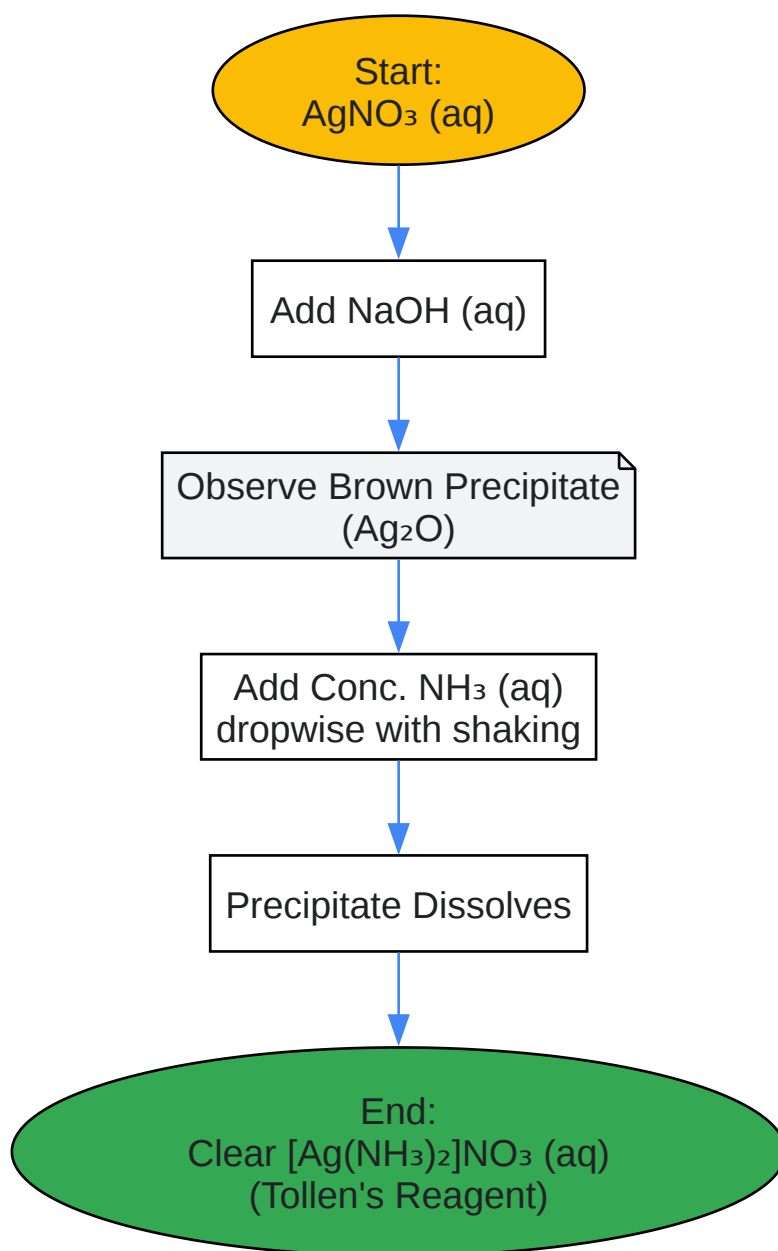 Start:
AgNO₃ (aq)
Add NaOH (aq)
Observe Brown Precipitate
(Ag₂O)
Add Conc. NH₃ (aq)
dropwise with shaking
Precipitate Dissolves
End:
Clear [Ag(NH₃)₂]NO₃ (aq)
(Tollen's Reagent)